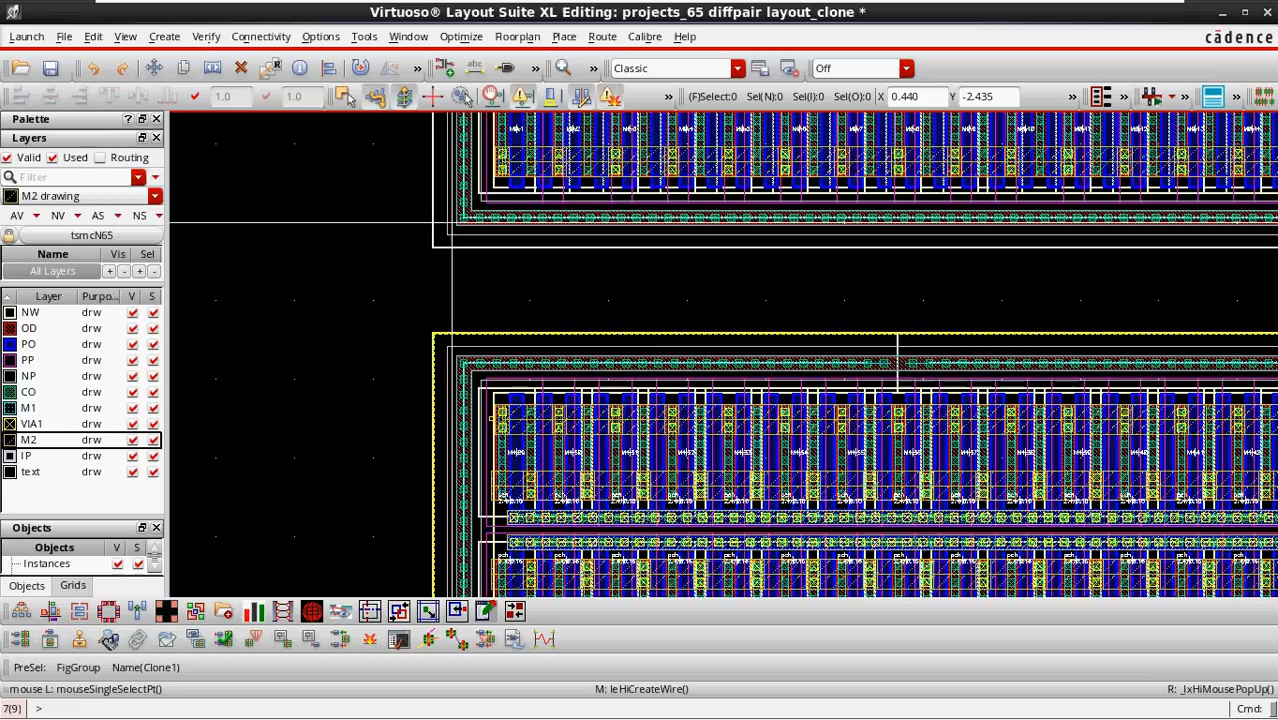 Virtuoso® Layout Suite XL Editing: projects_65 diffpair layout_clone *
Launch File Edit View Create Verify Connectivity Options Tools Window Optimize Floorplan Place Route Calibre Help
cādence
» » » Classic Off
1.0 1.0 » (F)Select:0 Sel(N):0 Sel(I):0 Sel(O):0 X 0.440 Y -2.435 » » »
Palette
Layers
Valid Used Routing
Filter
M2 drawing
AV NV AS NS
tsmcN65
Name Vis Sel
All Layers + - + -
Layer Purpo... V S
NW drw
OD drw
PO drw
PP drw
NP drw
CO drw
M1 drw
VIA1 drw
M2 drw
IP drw
text drw
Objects
Objects V S
Instances
Objects Grids
PreSel: FigGroup Name(Clone1)
mouse L: mouseSingleSelectPt() M: leHiCreateWire() R: _lxHiMousePopUp()
7(9) > Cmd: